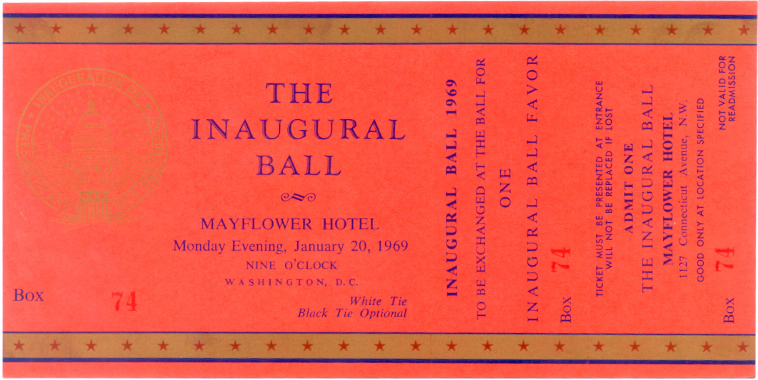 THE
INAUGURAL
BALL
MAYFLOWER HOTEL
Monday Evening, January 20, 1969
NINE O'CLOCK
WASHINGTON, D.C.
White Tie
Black Tie Optional
Box 74
INAUGURAL BALL 1969
TO BE EXCHANGED AT THE BALL FOR
ONE
INAUGURAL BALL FAVOR
Box 74
TICKET MUST BE PRESENTED AT ENTRANCE
WILL NOT BE REPLACED IF LOST
ADMIT ONE
THE INAUGURAL BALL
MAYFLOWER HOTEL
1127 Connecticut Avenue, N.W.
GOOD ONLY AT LOCATION SPECIFIED
NOT VALID FOR
READMISSION
Box 74